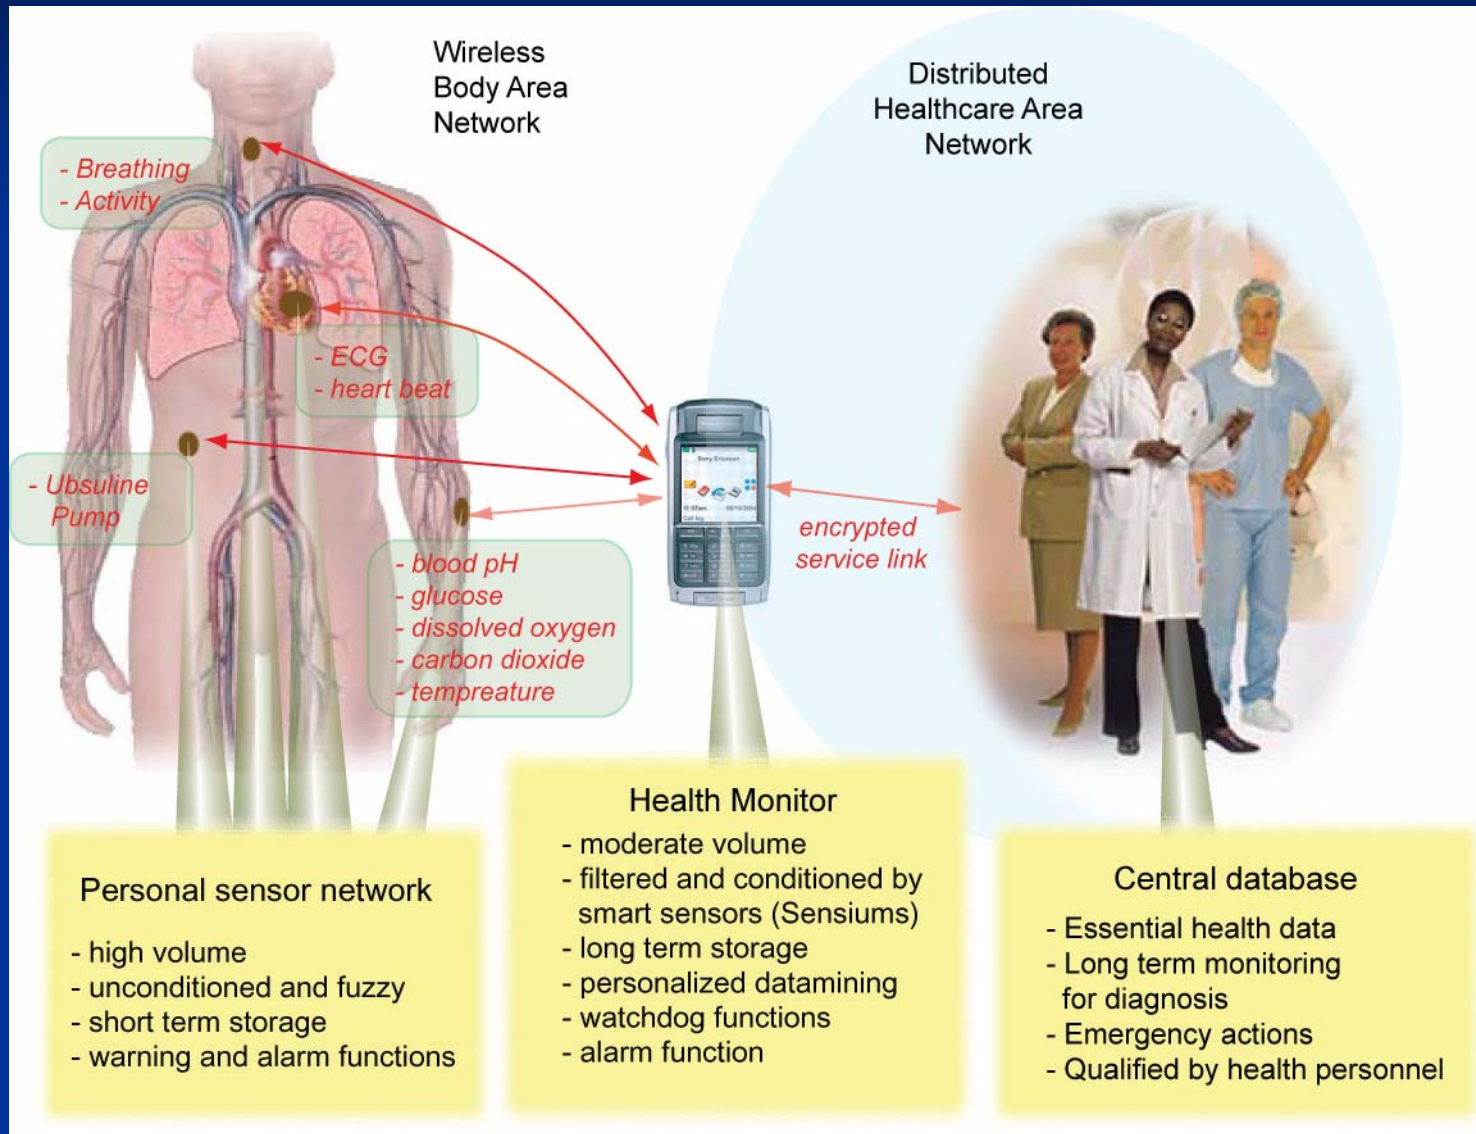 Wireless
Body Area
Network
Distributed
Healthcare Area
Network
- Breathing
- Activity
- ECG
- heart beat
- Ubsuline
Pump
- blood pH
- glucose
- dissolved oxygen
- carbon dioxide
- tempreature
Sony Ericsson
encrypted
service link
Personal sensor network
- high volume
- unconditioned and fuzzy
- short term storage
- warning and alarm functions
Health Monitor
- moderate volume
- filtered and conditioned by
smart sensors (Sensiums)
- long term storage
- personalized datamining
- watchdog functions
- alarm function
Central database
- Essential health data
- Long term monitoring
for diagnosis
- Emergency actions
- Qualified by health personnel